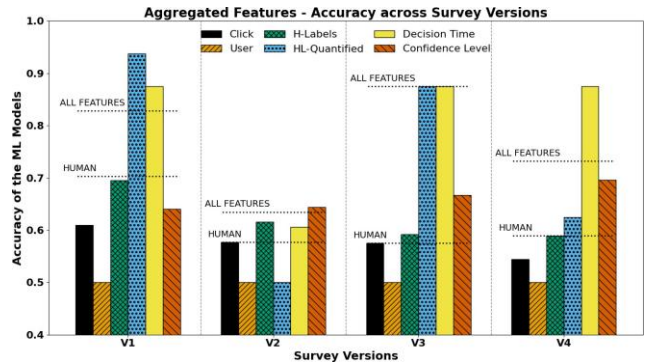 Aggregated Features - Accuracy across Survey Versions
Click
User
H-Labels
HL-Quantified
Decision Time
Confidence Level
Accuracy of the ML Models
1.0
0.9
0.8
0.7
0.6
0.5
0.4
ALL FEATURES
HUMAN
ALL FEATURES
HUMAN
ALL FEATURES
HUMAN
ALL FEATURES
HUMAN
V1
V2
V3
V4
Survey Versions